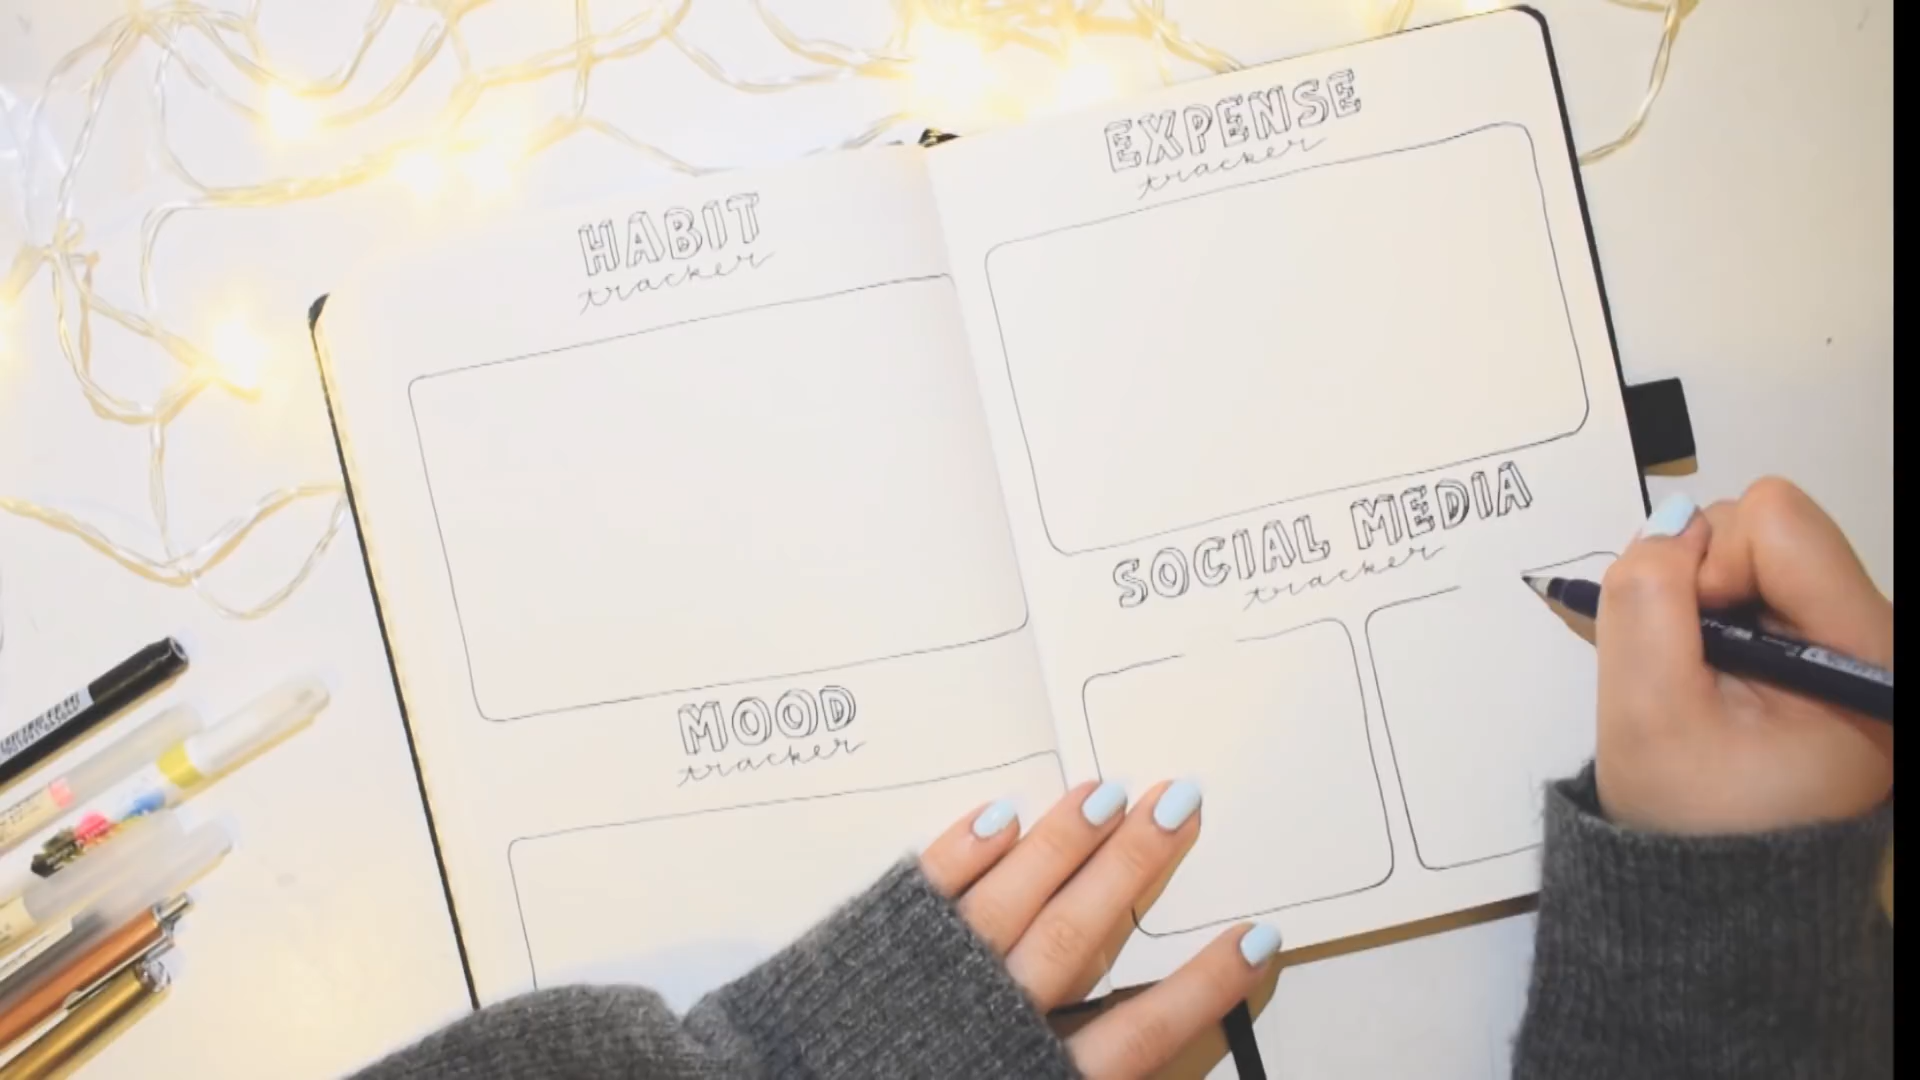 HABIT
tracker
MOOD
tracker
EXPENSE
tracker
SOCIAL MEDIA
tracker